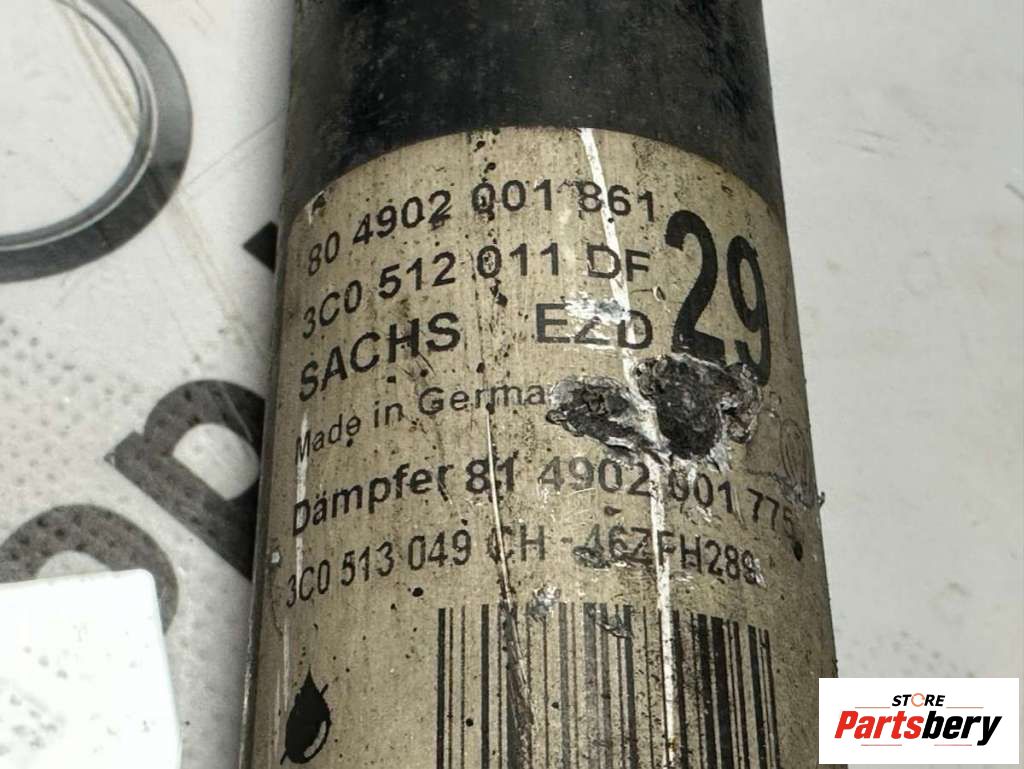 80 4902 001 861
3C0 512 011 DF
29
SACHS EZD
Made in
Dämpfer 81 4902 001 775
3C0 513 049 CH
STORE
Partsbery